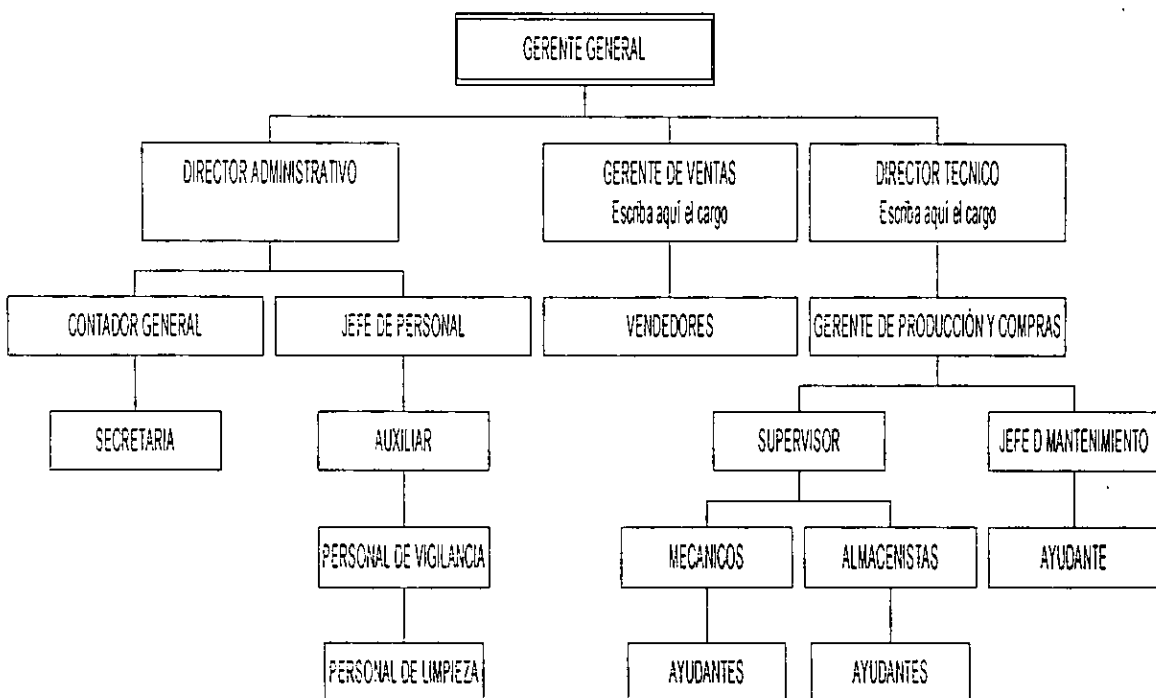 GERENTE GENERAL
DIRECTOR ADMINISTRATIVO
GERENTE DE VENTAS
Escriba aquí el cargo
DIRECTOR TECNICO
Escriba aquí el cargo
CONTADOR GENERAL
JEFE DE PERSONAL
VENDEDORES
GERENTE DE PRODUCCIÓN Y COMPRAS
SECRETARIA
AUXILIAR
SUPERVISOR
JEFE D MANTENIMIENTO
PERSONAL DE VIGILANCIA
MECANICOS
ALMACENISTAS
AYUDANTE
PERSONAL DE LIMPIEZA
AYUDANTES
AYUDANTES